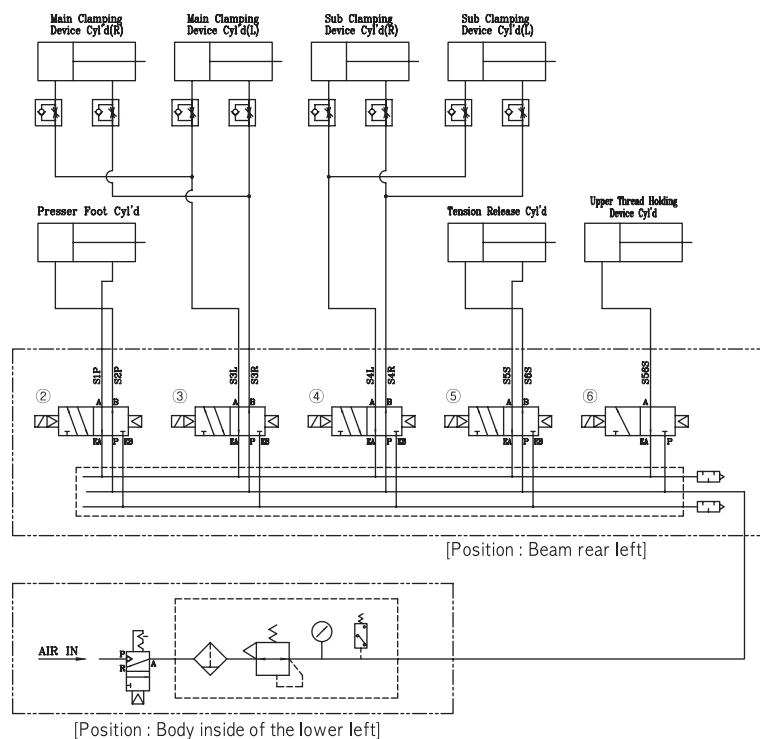 Main Clamping
Device Cyl'd(R)
Main Clamping
Device Cyl'd(L)
Sub Clamping
Device Cyl'd(R)
Sub Clamping
Device Cyl'd(L)
Presser Foot Cyl'd
Tension Release Cyl'd
Upper Thread Holding
Device Cyl'd
S1P
S2P
S3L
S3R
S4L
S4R
S5S
S6S
S56S
②
A B
EA P EB
③
A B
EA P EB
④
A B
EA P EB
⑤
A B
EA P EB
⑥
A
EA P
[Position : Beam rear left]
AIR IN
P
R
A
[Position : Body inside of the lower left]